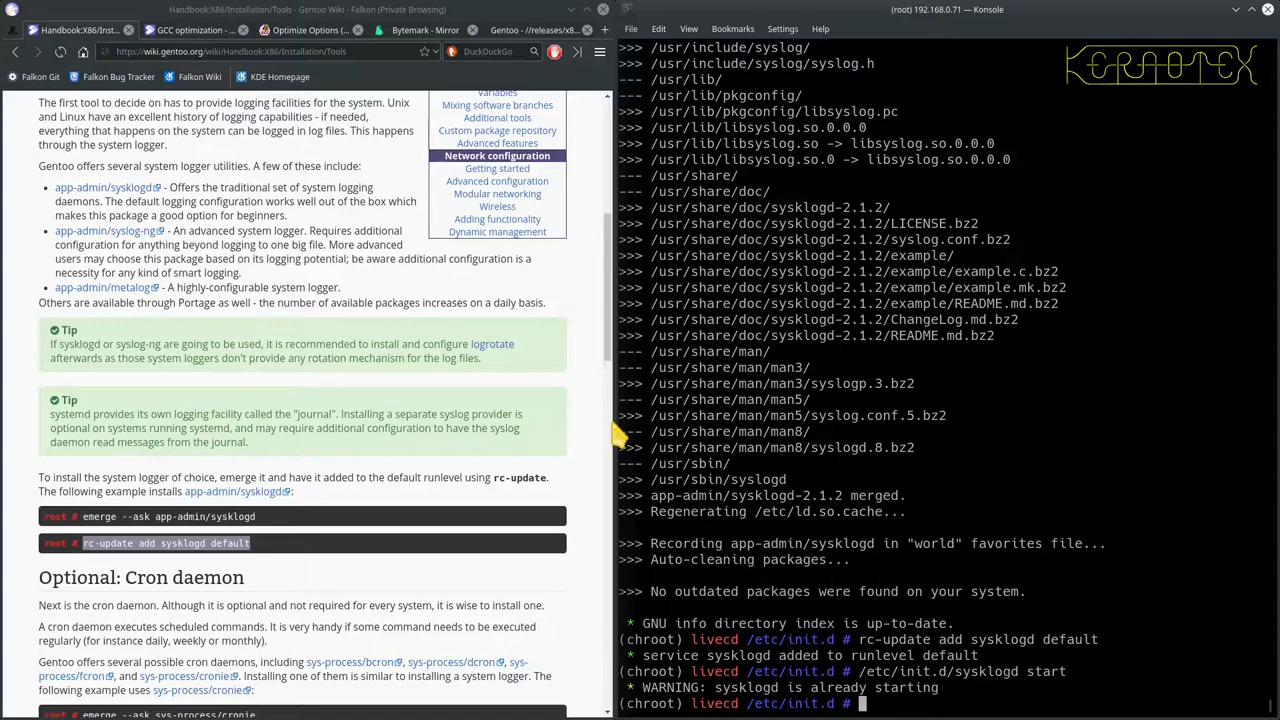 Handbook:X86/Installation/Tools - Gentoo Wiki - Falkon (Private Browsing)
Handbook:X86/Inst...
GCC optimization - ...
Optimize Options (...
Bytemark - Mirror
Gentoo - //releases/x8...
https://wiki.gentoo.org/wiki/Handbook:X86/Installation/Tools
DuckDuckGo
Falkon Git
Falkon Bug Tracker
Falkon Wiki
KDE Homepage
The first tool to decide on has to provide logging facilities for the system. Unix
and Linux have an excellent history of logging capabilities - if needed,
everything that happens on the system can be logged in log files. This happens
through the system logger.
Gentoo offers several system logger utilities. A few of these include:
app-admin/sysklogd - Offers the traditional set of system logging
daemons. The default logging configuration works well out of the box which
makes this package a good option for beginners.
app-admin/syslog-ng - An advanced system logger. Requires additional
configuration for anything beyond logging to one big file. More advanced
users may choose this package based on its logging potential; be aware additional configuration is a
necessity for any kind of smart logging.
app-admin/metalog - A highly-configurable system logger.
Others are available through Portage as well - the number of available packages increases on a daily basis.
Variables
Mixing software branches
Additional tools
Custom package repository
Advanced features
Network configuration
Getting started
Advanced configuration
Modular networking
Wireless
Adding functionality
Dynamic management
Tip
If sysklogd or syslog-ng are going to be used, it is recommended to install and configure logrotate
afterwards as those system loggers don't provide any rotation mechanism for the log files.
Tip
systemd provides its own logging facility called the "journal". Installing a separate syslog provider is
optional on systems running systemd, and may require additional configuration to have the syslog
daemon read messages from the journal.
To install the system logger of choice, emerge it and have it added to the default runlevel using rc-update.
The following example installs app-admin/sysklogd:
root # emerge --ask app-admin/sysklogd
root # rc-update add sysklogd default
Optional: Cron daemon
Next is the cron daemon. Although it is optional and not required for every system, it is wise to install one.
A cron daemon executes scheduled commands. It is very handy if some command needs to be executed
regularly (for instance daily, weekly or monthly).
Gentoo offers several possible cron daemons, including sys-process/bcron, sys-process/dcron, sys-
process/fcron, and sys-process/cronie. Installing one of them is similar to installing a system logger. The
following example uses sys-process/cronie:
root # emerge --ask sys-process/cronie
(root) 192.168.0.71 — Konsole
File Edit View Bookmarks Settings Help
KERAOTEX
>>> /usr/include/syslog/
>>> /usr/include/syslog/syslog.h
--- /usr/lib/
--- /usr/lib/pkgconfig/
>>> /usr/lib/pkgconfig/libsyslog.pc
>>> /usr/lib/libsyslog.so.0.0.0
>>> /usr/lib/libsyslog.so -> libsyslog.so.0.0.0
>>> /usr/lib/libsyslog.so.0 -> libsyslog.so.0.0.0
--- /usr/share/
--- /usr/share/doc/
>>> /usr/share/doc/sysklogd-2.1.2/
>>> /usr/share/doc/sysklogd-2.1.2/LICENSE.bz2
>>> /usr/share/doc/sysklogd-2.1.2/syslog.conf.bz2
>>> /usr/share/doc/sysklogd-2.1.2/example/
>>> /usr/share/doc/sysklogd-2.1.2/example/example.c.bz2
>>> /usr/share/doc/sysklogd-2.1.2/example/example.mk.bz2
>>> /usr/share/doc/sysklogd-2.1.2/example/README.md.bz2
>>> /usr/share/doc/sysklogd-2.1.2/ChangeLog.md.bz2
>>> /usr/share/doc/sysklogd-2.1.2/README.md.bz2
--- /usr/share/man/
--- /usr/share/man/man3/
>>> /usr/share/man/man3/syslogp.3.bz2
--- /usr/share/man/man5/
>>> /usr/share/man/man5/syslog.conf.5.bz2
--- /usr/share/man/man8/
>>> /usr/share/man/man8/syslogd.8.bz2
--- /usr/sbin/
>>> /usr/sbin/syslogd
>>> app-admin/sysklogd-2.1.2 merged.
>>> Regenerating /etc/ld.so.cache...
>>> Recording app-admin/sysklogd in "world" favorites file...
>>> Auto-cleaning packages...
>>> No outdated packages were found on your system.
* GNU info directory index is up-to-date.
(chroot) livecd /etc/init.d # rc-update add sysklogd default
* service sysklogd added to runlevel default
(chroot) livecd /etc/init.d # /etc/init.d/sysklogd start
* WARNING: sysklogd is already starting
(chroot) livecd /etc/init.d #